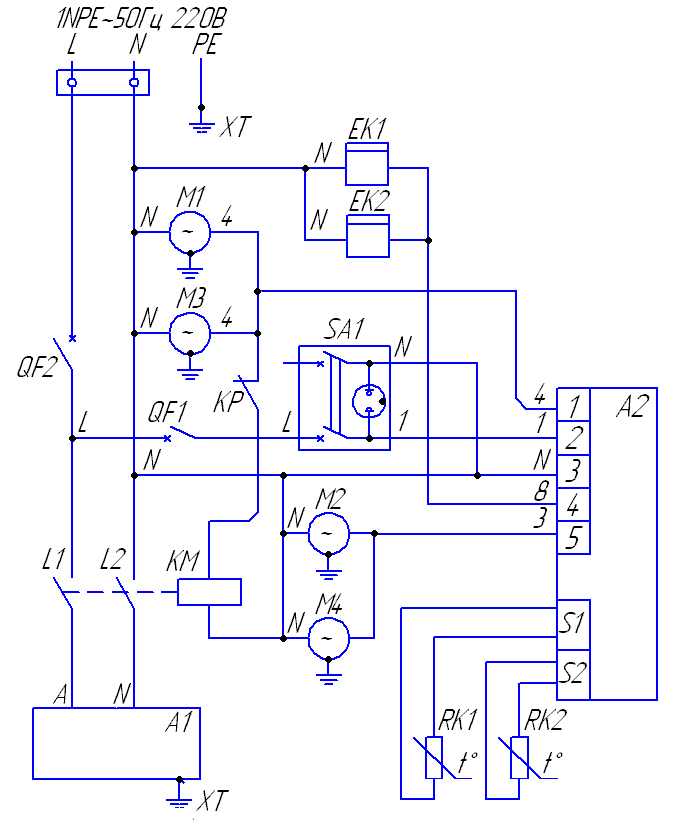 1NPE~50Гц 220В
L N PE
XT
EK1
N
EK2
N
M1
N 4
~
M3
N 4
~
SA1
N
QF2
KP
QF1
L L 1
N
4 1 A2
1 2
N 3
8 4
3 5
M2
N
~
L1 L2 KM
M4
N
~
S1
S2
A N
A1
RK1 RK2
t° t°
XT